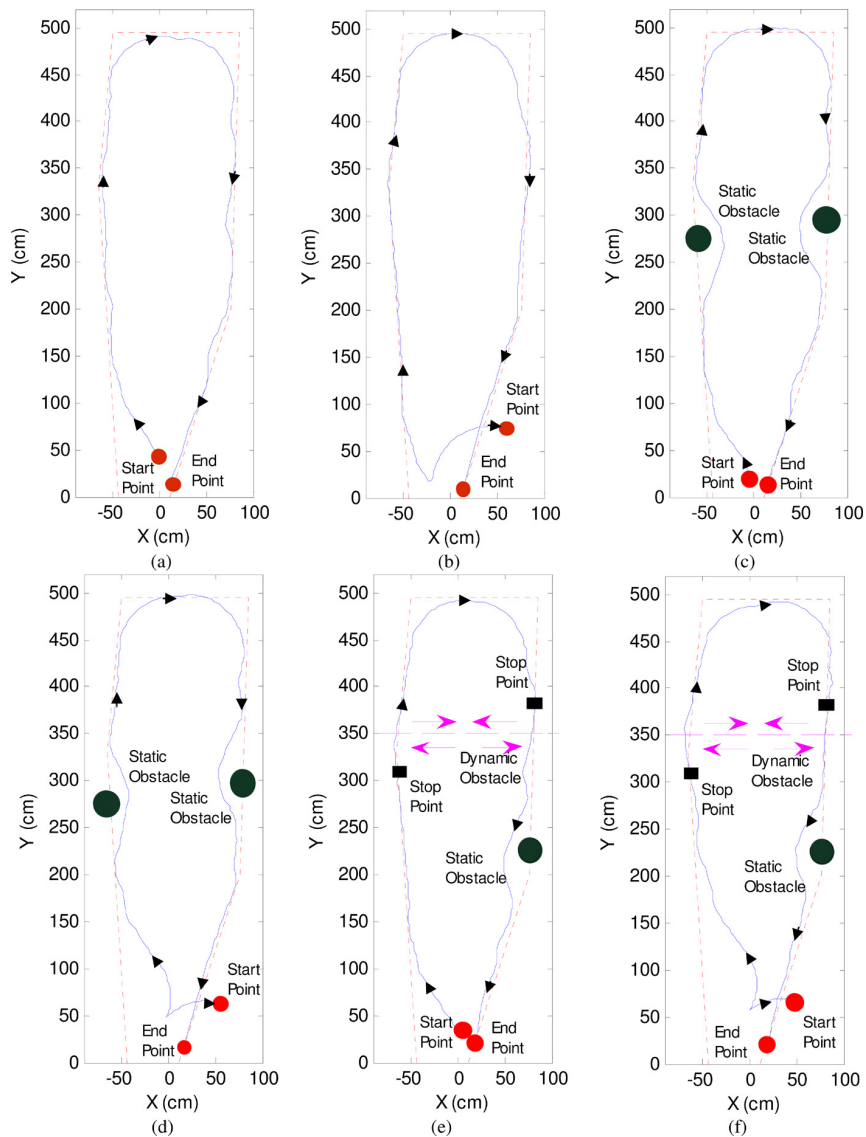 500
450
400
350
300
250
200
150
100
50
0
Y (cm)
Start
Point
End
Point
-50
0
50
100
X (cm)
(a)
500
450
400
350
300
250
200
150
100
50
0
Y (cm)
Start
Point
End
Point
-50
0
50
100
X (cm)
(b)
500
450
400
350
300
250
200
150
100
50
0
Y (cm)
Static
Obstacle
Static
Obstacle
Start
Point
End
Point
-50
0
50
100
X (cm)
(c)
500
450
400
350
300
250
200
150
100
50
0
Y (cm)
Static
Obstacle
Static
Obstacle
Start
Point
End
Point
-50
0
50
100
X (cm)
(d)
500
450
400
350
300
250
200
150
100
50
0
Y (cm)
Stop
Point
Dynamic
Obstacle
Stop
Point
Static
Obstacle
Start
Point
End
Point
-50
0
50
100
X (cm)
(e)
500
450
400
350
300
250
200
150
100
50
0
Y (cm)
Stop
Point
Dynamic
Obstacle
Stop
Point
Static
Obstacle
End
Point
Start
Point
-50
0
50
100
X (cm)
(f)